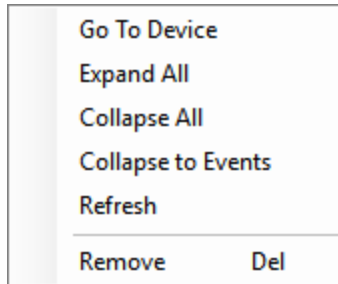 Go To Device
Expand All
Collapse All
Collapse to Events
Refresh
Remove Del